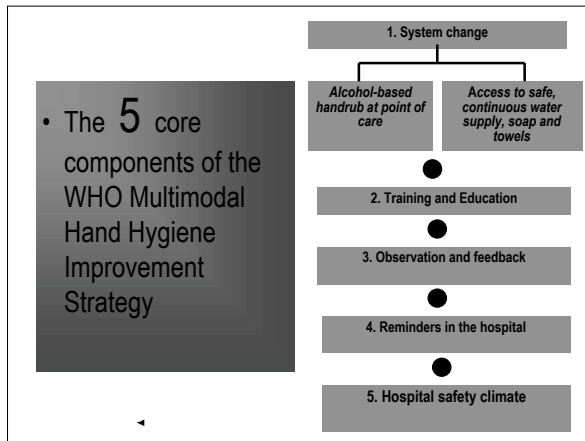 • The 5 core
components of the
WHO Multimodal
Hand Hygiene
Improvement
Strategy
1. System change
Alcohol-based
handrub at point of
care
Access to safe,
continuous water
supply, soap and
towels
2. Training and Education
3. Observation and feedback
4. Reminders in the hospital
5. Hospital safety climate